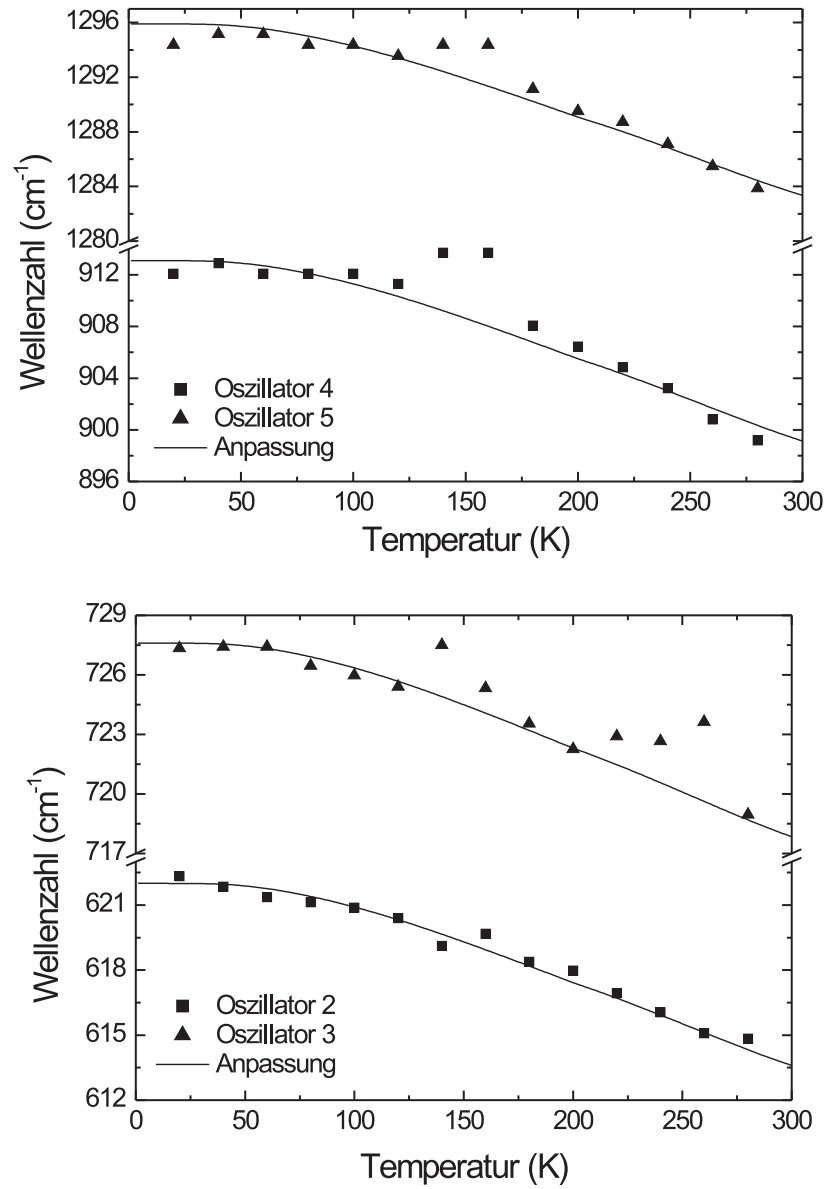 1296
1292
1288
1284
1280
912
908
904
900
896
Wellenzahl (cm-1)
Oszillator 4
Oszillator 5
Anpassung
0 50 100 150 200 250 300
Temperatur (K)
729
726
723
720
717
621
618
615
612
Wellenzahl (cm-1)
Oszillator 2
Oszillator 3
Anpassung
0 50 100 150 200 250 300
Temperatur (K)